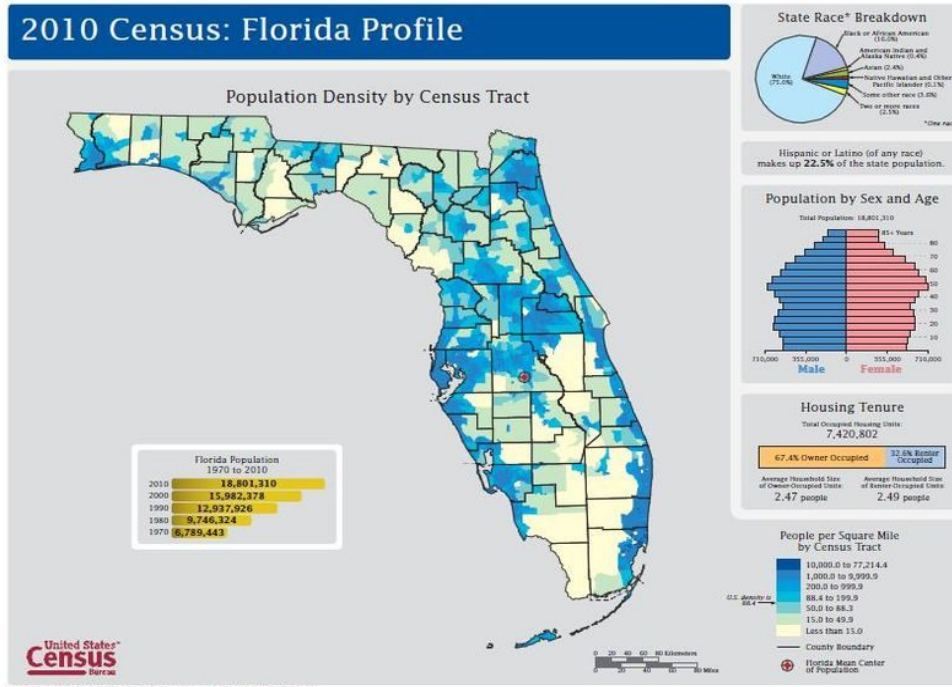 2010 Census: Florida Profile
Population Density by Census Tract
Florida Population
1970 to 2010
2010 18,801,310
2000 15,982,378
1990 12,937,926
1980 9,746,324
1970 6,789,443
United States™
Census
Bureau
State Race* Breakdown
Black or African American
(16.0%)
American Indian and
Alaska Native (0.4%)
Asian (2.4%)
Native Hawaiian and Other
Pacific Islander (0.1%)
Some other race (3.6%)
Two or more races
(2.5%)
White
(75.0%)
*One rac
Hispanic or Latino (of any race)
makes up 22.5% of the state population.
Population by Sex and Age
Total Population: 18,801,310
85+ Years
80
70
60
50
40
30
20
10
710,000 355,000 0 355,000 710,000
Male Female
Housing Tenure
Total Occupied Housing Units:
7,420,802
67.4% Owner Occupied
32.6% Renter
Occupied
Average Household Size
of Owner-Occupied Units:
2.47 people
Average Household Size
of Renter-Occupied Units:
2.49 people
People per Square Mile
by Census Tract
10,000.0 to 77,214.4
1,000.0 to 9,999.9
200.0 to 999.9
88.4 to 199.9
50.0 to 88.3
15.0 to 49.9
Less than 15.0
U.S. density is
88.4
County Boundary
Florida Mean Center
of Population
0 20 40 60 80 Kilometers
0 20 40 60 80 Miles